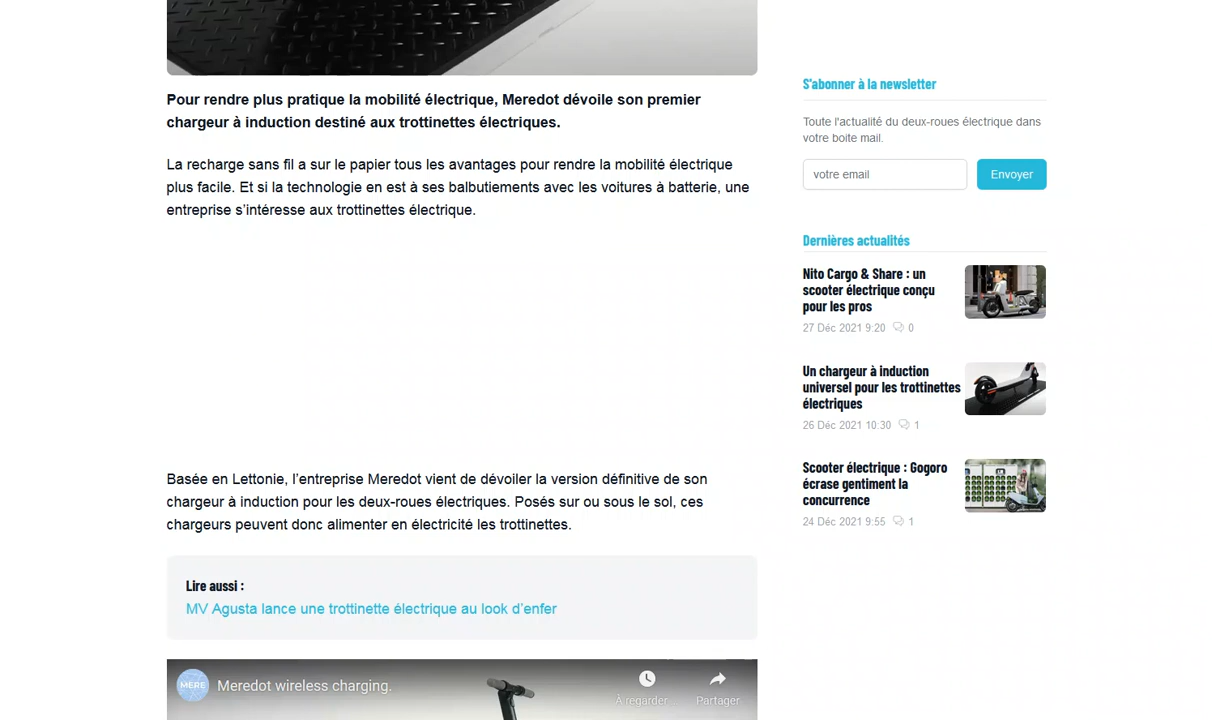 Pour rendre plus pratique la mobilité électrique, Meredot dévoile son premier
chargeur à induction destiné aux trottinettes électriques.
La recharge sans fil a sur le papier tous les avantages pour rendre la mobilité électrique
plus facile. Et si la technologie en est à ses balbutiements avec les voitures à batterie, une
entreprise s’intéresse aux trottinettes électrique.
Basée en Lettonie, l’entreprise Meredot vient de dévoiler la version définitive de son
chargeur à induction pour les deux-roues électriques. Posés sur ou sous le sol, ces
chargeurs peuvent donc alimenter en électricité les trottinettes.
Lire aussi :
MV Agusta lance une trottinette électrique au look d’enfer
MERE
Meredot wireless charging.
À regarder
Partager
S'abonner à la newsletter
Toute l'actualité du deux-roues électrique dans
votre boite mail.
votre email
Envoyer
Dernières actualités
Nito Cargo & Share : un
scooter électrique conçu
pour les pros
27 Déc 2021 9:20 0
Un chargeur à induction
universel pour les trottinettes
électriques
26 Déc 2021 10:30 1
Scooter électrique : Gogoro
écrase gentiment la
concurrence
24 Déc 2021 9:55 1